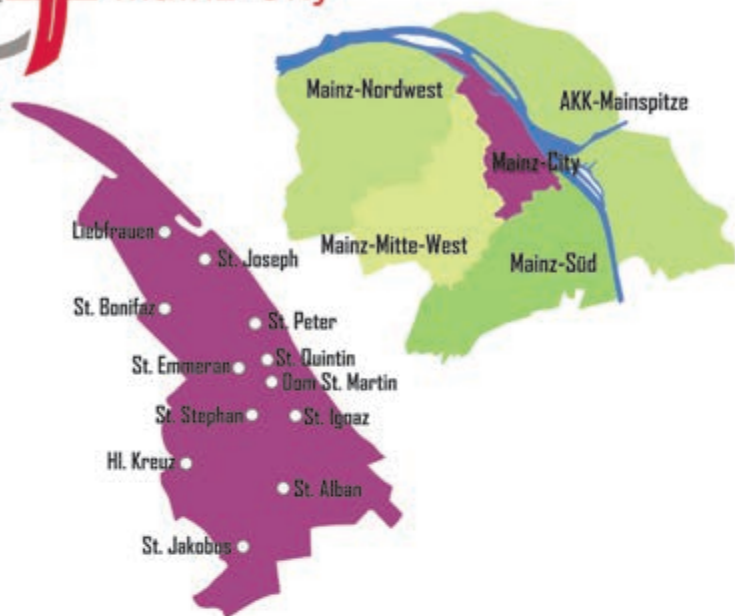 Mainz-Nordwest
AKK-Mainspitze
Mainz-City
Mainz-Mitte-West
Mainz-Süd
Liebfrauen
St. Joseph
St. Bonifaz
St. Peter
St. Quintin
St. Emmeran
Dom St. Martin
St. Stephan
St. Ignaz
Hl. Kreuz
St. Alban
St. Jakobus